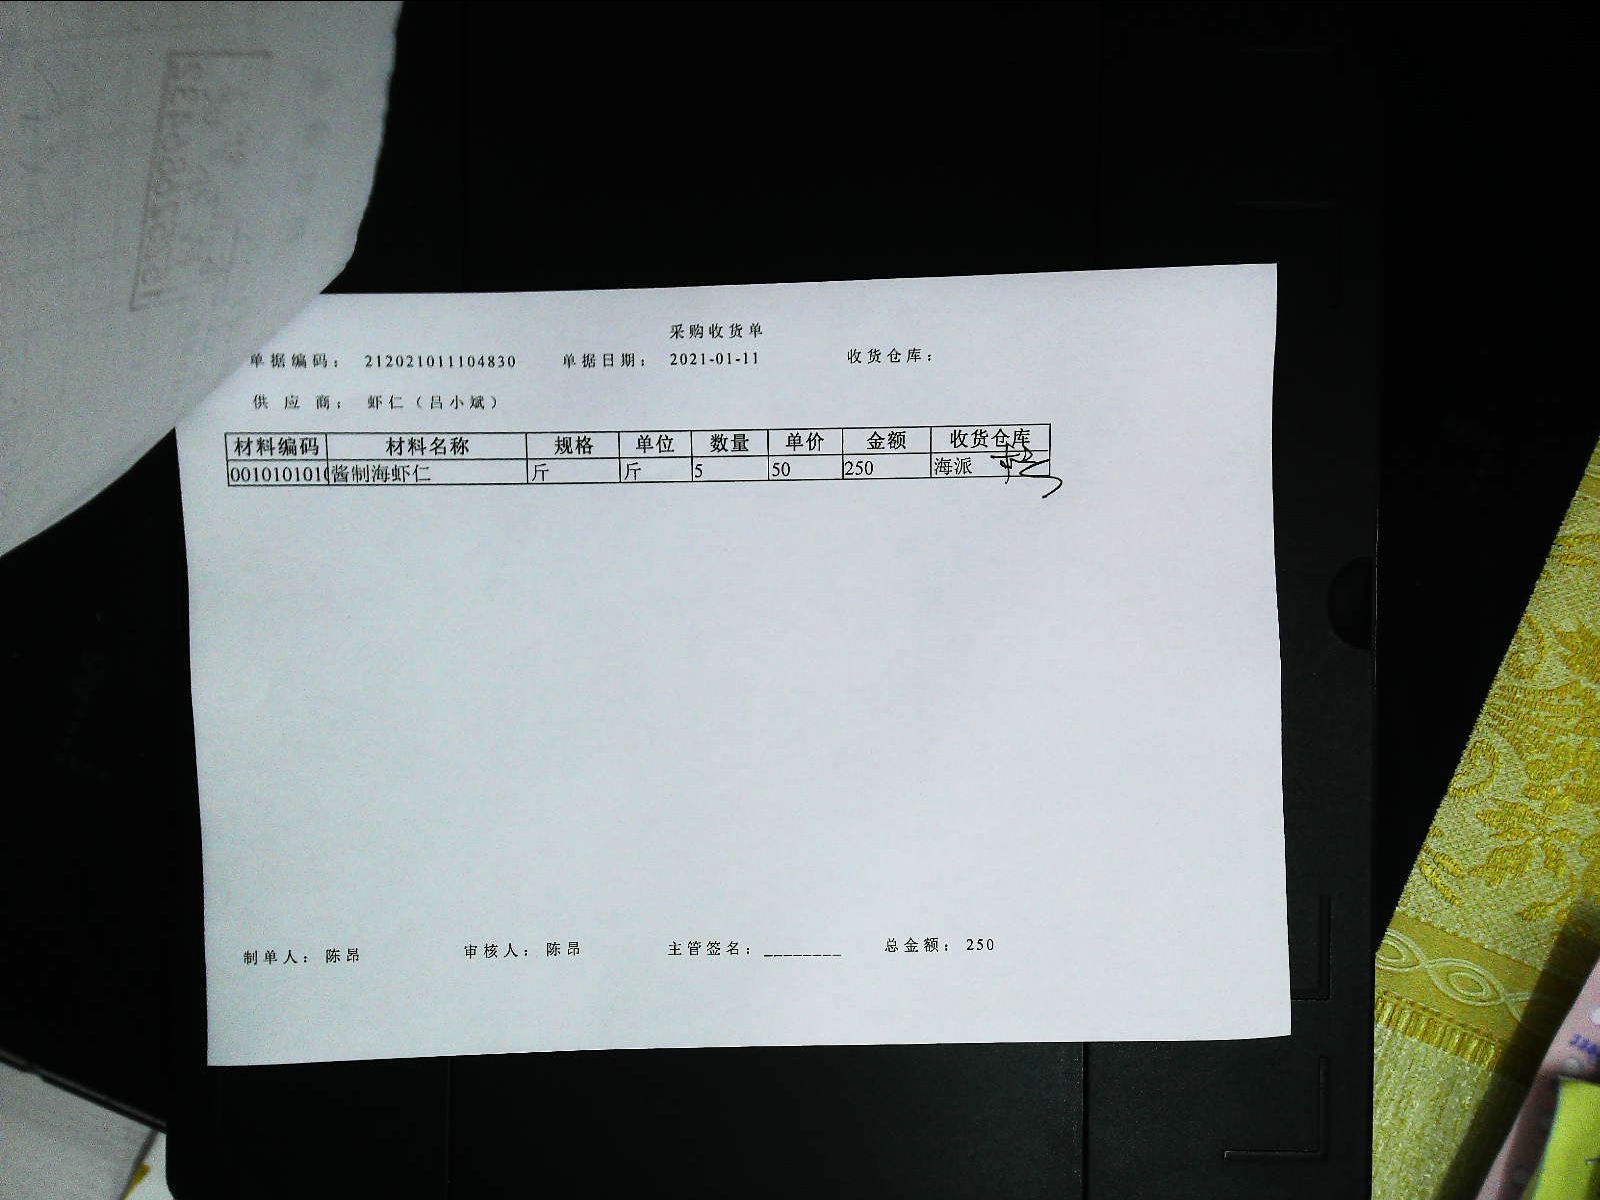 采购收货单
单据编码： 212021011104830 单据日期： 2021-01-11 收货仓库：
供应商： 虾仁（吕小斌）
材料编码 材料名称 规格 单位 数量 单价 金额 收货仓库
0010101010 酱制海虾仁 斤 斤 5 50 250 海派
制单人： 陈昂 审核人： 陈昂 主管签名：________ 总金额： 250